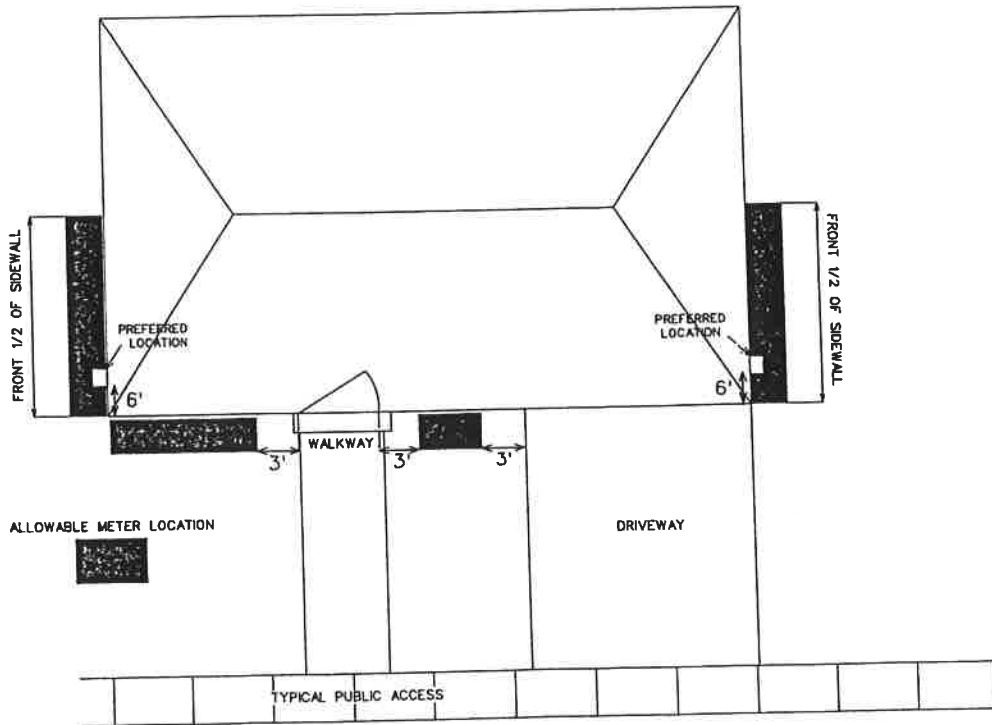 FRONT 1/2 OF SIDEWALL
FRONT 1/2 OF SIDEWALL
PREFERRED
LOCATION
PREFERRED
LOCATION
6'
6'
WALKWAY
3'
3'
3'
ALLOWABLE METER LOCATION
DRIVEWAY
TYPICAL PUBLIC ACCESS